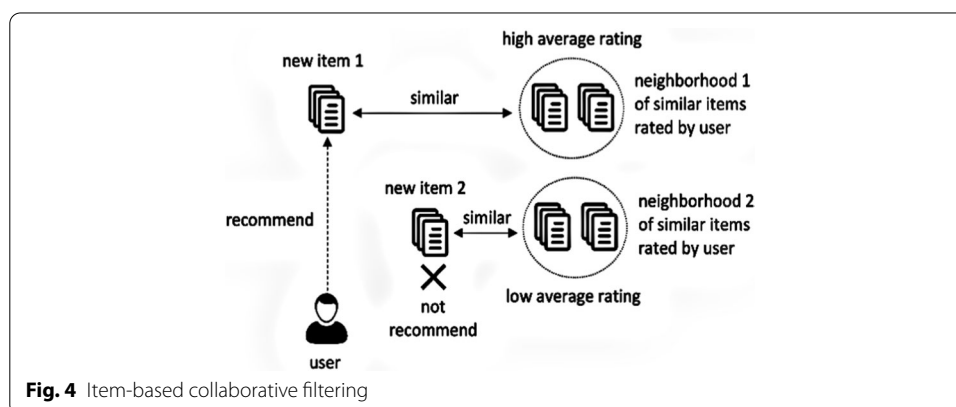 high average rating
new item 1
similar
neighborhood 1
of similar items
rated by user
new item 2
recommend
similar
neighborhood 2
of similar items
rated by user
not
recommend
low average rating
user
Fig. 4 Item-based collaborative filtering